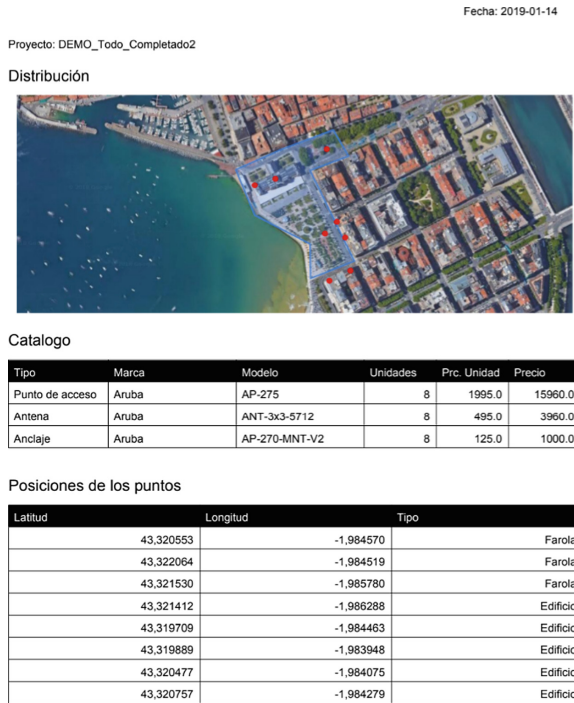 Fecha: 2019-01-14
Proyecto: DEMO_Todo_Completado2
Distribución
Catalogo
Tipo Marca Modelo Unidades Prc. Unidad Precio
Punto de acceso Aruba AP-275 8 1995.0 15960.0
Antena Aruba ANT-3x3-5712 8 495.0 3960.0
Anclaje Aruba AP-270-MNT-V2 8 125.0 1000.0
Posiciones de los puntos
Latitud Longitud Tipo
43,320553 -1,984570 Farola
43,322064 -1,984519 Farola
43,321530 -1,985780 Farola
43,321412 -1,986288 Edificio
43,319709 -1,984463 Edificio
43,319889 -1,983948 Edificio
43,320477 -1,984075 Edificio
43,320757 -1,984279 Edificio